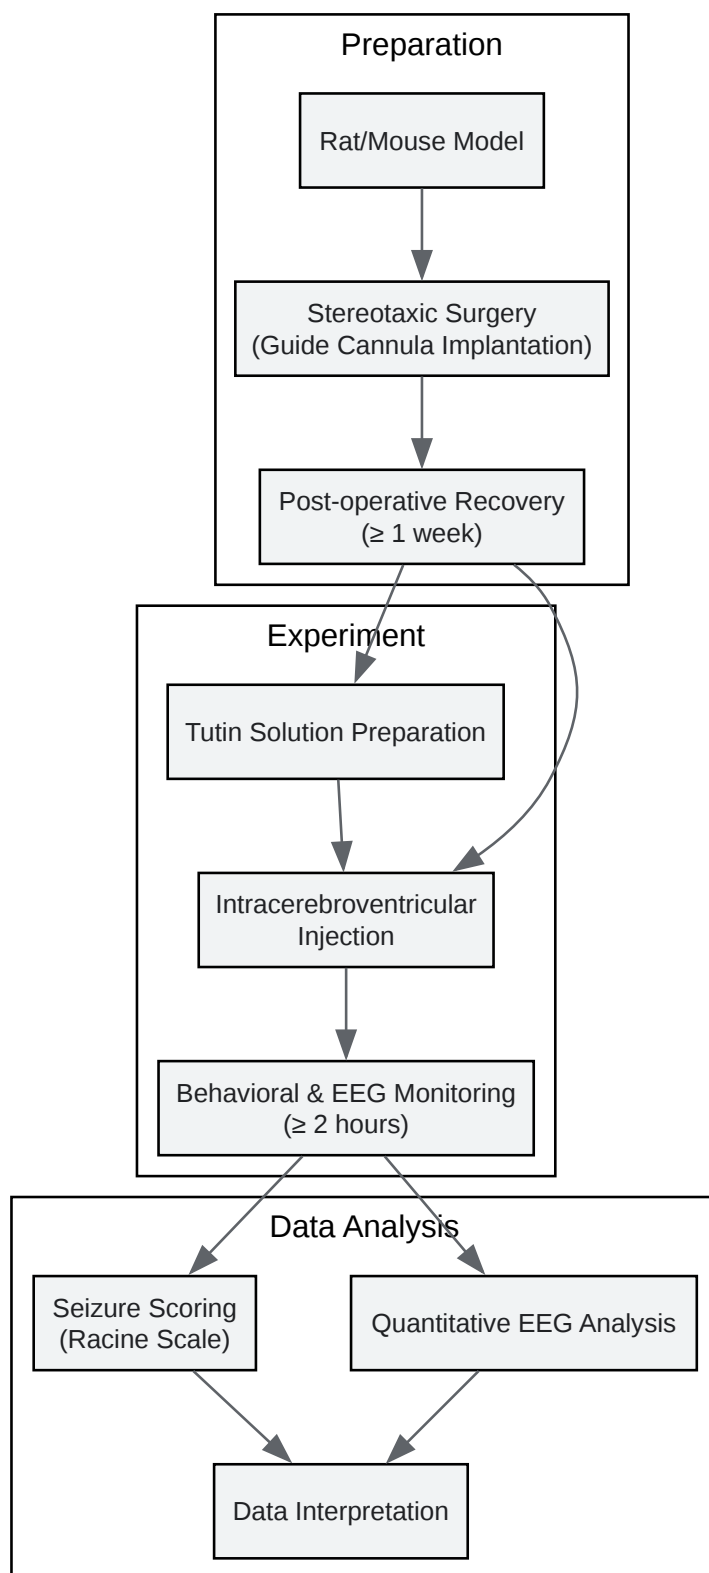 Preparation
Rat/Mouse Model
Stereotaxic Surgery
(Guide Cannula Implantation)
Post-operative Recovery
(≥ 1 week)
Experiment
Tutin Solution Preparation
Intracerebroventricular
Injection
Behavioral & EEG Monitoring
(≥ 2 hours)
Data Analysis
Seizure Scoring
(Racine Scale)
Quantitative EEG Analysis
Data Interpretation